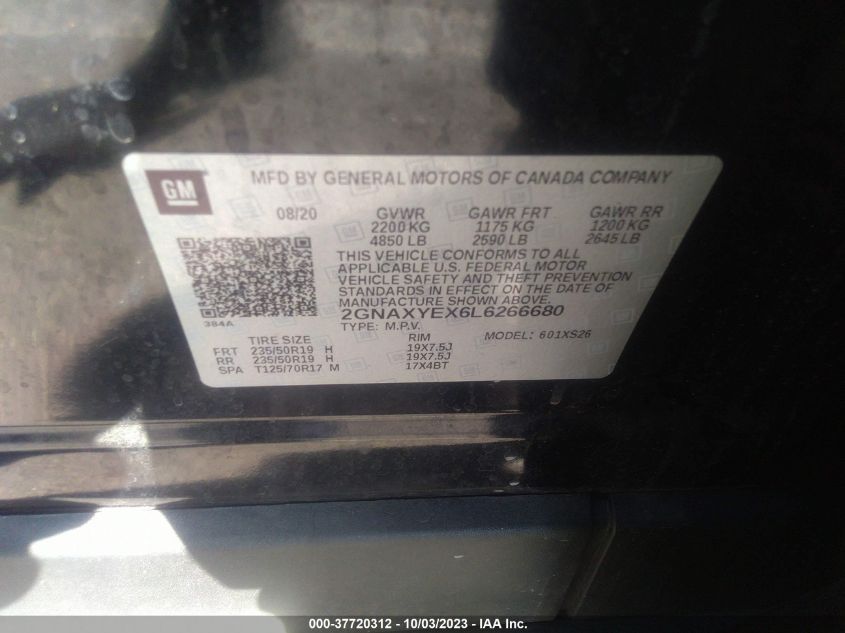 GM
MFD BY GENERAL MOTORS OF CANADA COMPANY
08/20 GVWR GAWR FRT GAWR RR
2200 KG 1175 KG 1200 KG
4850 LB 2590 LB 2645 LB
THIS VEHICLE CONFORMS TO ALL
APPLICABLE U.S. FEDERAL MOTOR
VEHICLE SAFETY AND THEFT PREVENTION
STANDARDS IN EFFECT ON THE DATE OF
MANUFACTURE SHOWN ABOVE.
2GNAXYEX6L6266680
384A
TYPE: M.P.V. MODEL: 601XS26
TIRE SIZE RIM
FRT 235/50R19 H 19X7.5J
RR 235/50R19 H 19X7.5J
SPA T125/70R17 M 17X4BT
000-37720312 - 10/03/2023 - IAA Inc.